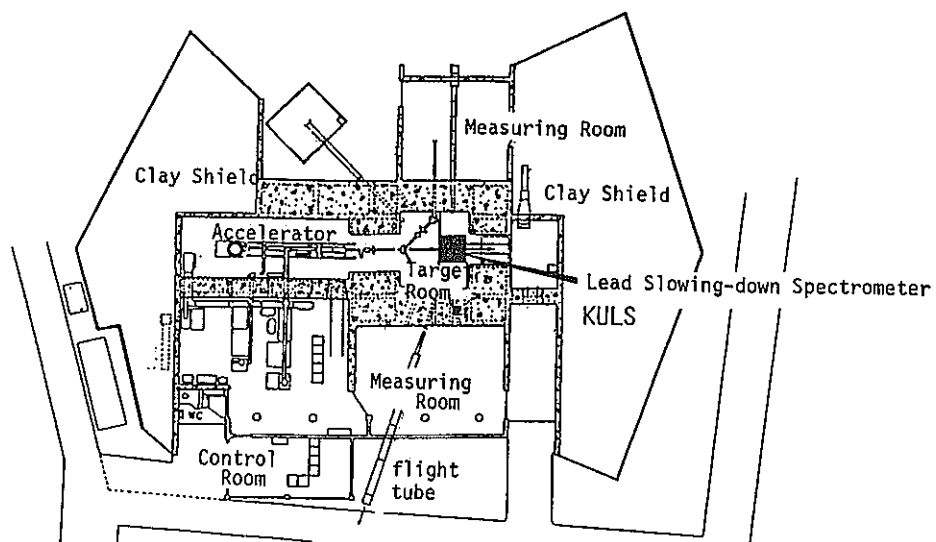 Measuring Room
Clay Shield
Clay Shield
Accelerator
Target
Room
Lead Slowing-down Spectrometer
KULS
Measuring
Room
WC
Control
Room
flight
tube